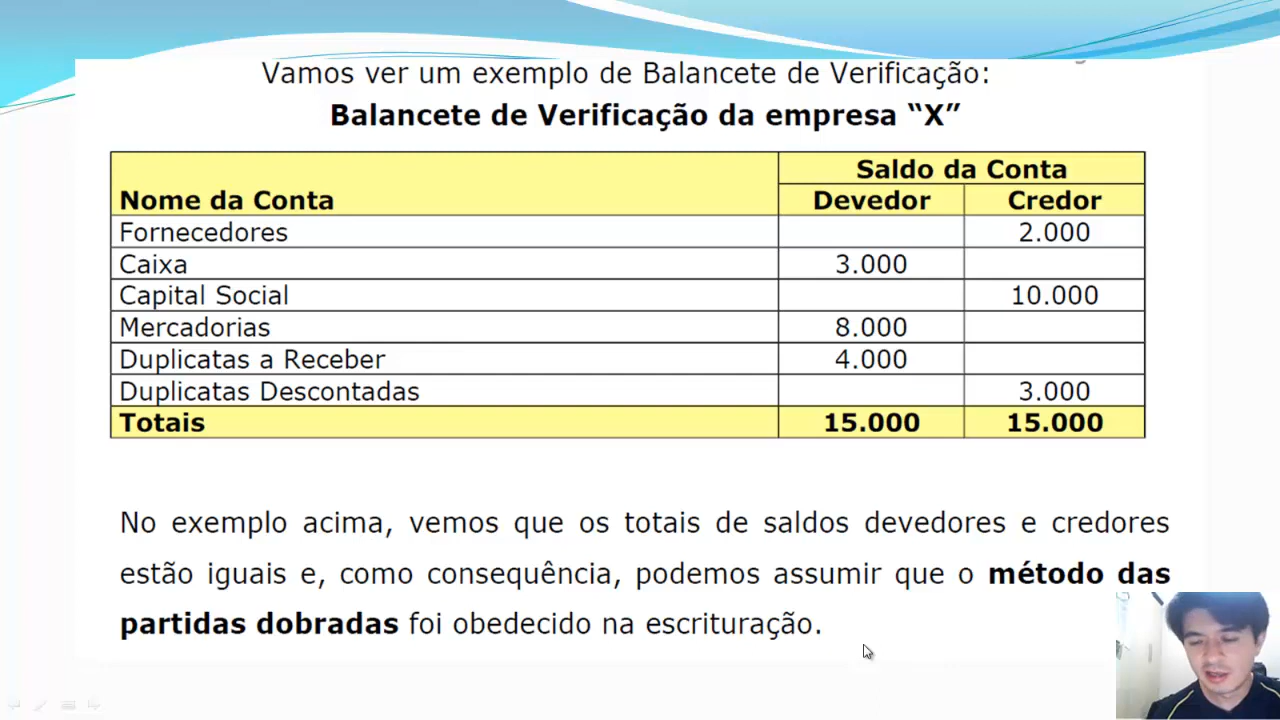 Vamos ver um exemplo de Balancete de Verificação:
Balancete de Verificação da empresa “X”
Saldo da Conta
Nome da Conta Devedor Credor
Fornecedores 2.000
Caixa 3.000
Capital Social 10.000
Mercadorias 8.000
Duplicatas a Receber 4.000
Duplicatas Descontadas 3.000
Totais 15.000 15.000
No exemplo acima, vemos que os totais de saldos devedores e credores
estão iguais e, como consequência, podemos assumir que o método das
partidas dobradas foi obedecido na escrituração.